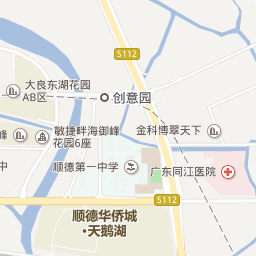 S112
大良东湖花园
AB区
创意园
敏捷畔海御峰
花园6座
金科博翠天下
峰
中
顺德第一中学
广东同江医院
S112
顺德华侨城
·天鹅湖